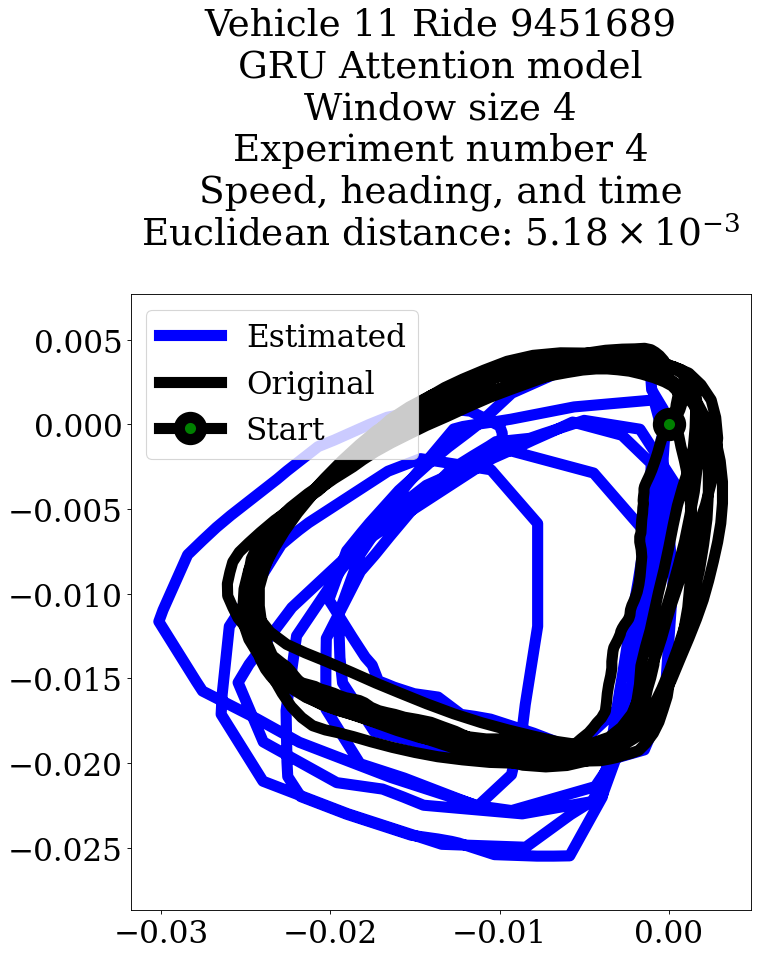 Vehicle 11 Ride 9451689
GRU Attention model
Window size 4
Experiment number 4
Speed, heading, and time
Euclidean distance: 5.18 × 10⁻³
Estimated
Original
Start
0.005
0.000
−0.005
−0.010
−0.015
−0.020
−0.025
−0.03 −0.02 −0.01 0.00